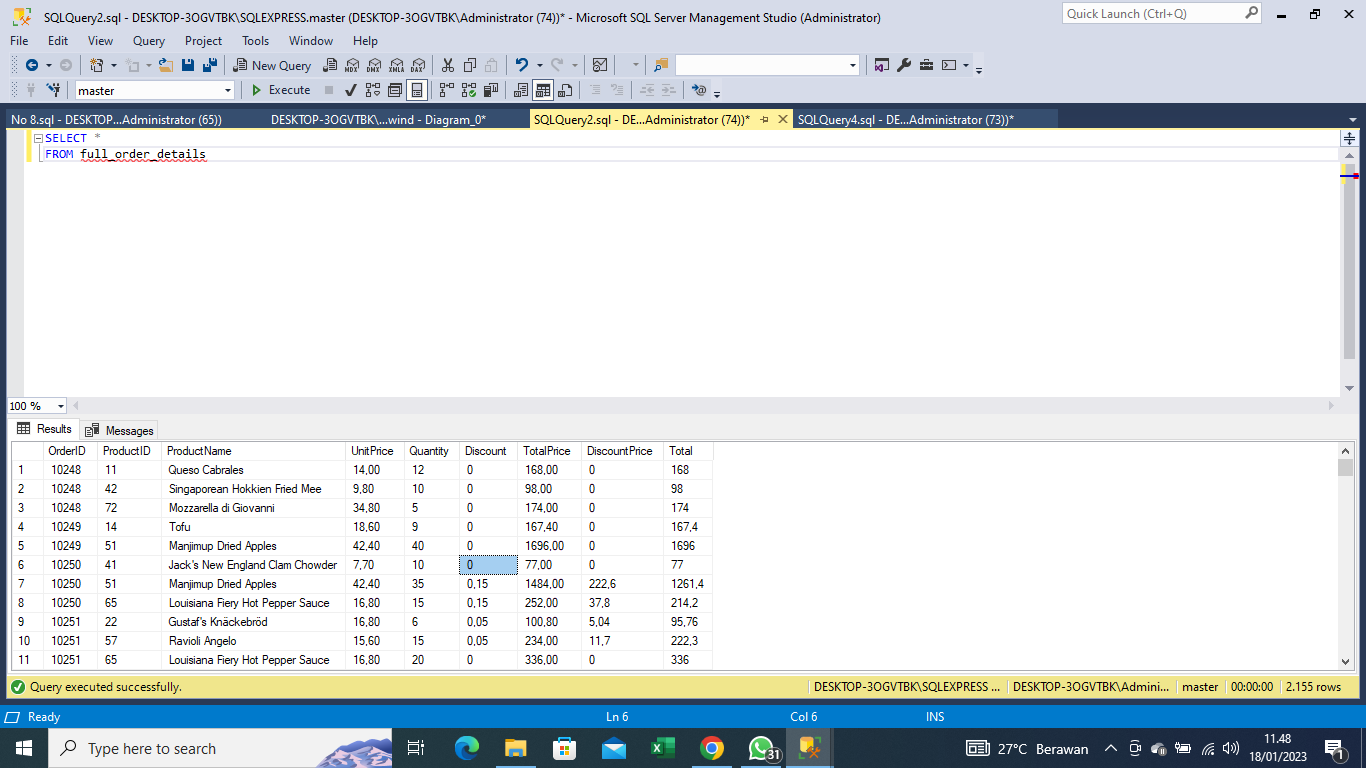 SQLQuery2.sql - DESKTOP-3OGVTBK\SQLEXPRESS.master (DESKTOP-3OGVTBK\Administrator (74))* - Microsoft SQL Server Management Studio (Administrator)
Quick Launch (Ctrl+Q)
File Edit View Query Project Tools Window Help
New Query MDX DMX XMLA DAX
master Execute
No 8.sql - DESKTOP...Administrator (65)) DESKTOP-3OGVTBK\...wind - Diagram_0* SQLQuery2.sql - DE...Administrator (74))* SQLQuery4.sql - DE...Administrator (73))*
SELECT *
FROM full_order_details
100 %
Results Messages
OrderID ProductID ProductName UnitPrice Quantity Discount TotalPrice DiscountPrice Total
1 10248 11 Queso Cabrales 14,00 12 0 168,00 0 168
2 10248 42 Singaporean Hokkien Fried Mee 9,80 10 0 98,00 0 98
3 10248 72 Mozzarella di Giovanni 34,80 5 0 174,00 0 174
4 10249 14 Tofu 18,60 9 0 167,40 0 167,4
5 10249 51 Manjimup Dried Apples 42,40 40 0 1696,00 0 1696
6 10250 41 Jack's New England Clam Chowder 7,70 10 0 77,00 0 77
7 10250 51 Manjimup Dried Apples 42,40 35 0,15 1484,00 222,6 1261,4
8 10250 65 Louisiana Fiery Hot Pepper Sauce 16,80 15 0,15 252,00 37,8 214,2
9 10251 22 Gustaf's Knäckebröd 16,80 6 0,05 100,80 5,04 95,76
10 10251 57 Ravioli Angelo 15,60 15 0,05 234,00 11,7 222,3
11 10251 65 Louisiana Fiery Hot Pepper Sauce 16,80 20 0 336,00 0 336
Query executed successfully. DESKTOP-3OGVTBK\SQLEXPRESS ... DESKTOP-3OGVTBK\Admini... master 00:00:00 2.155 rows
Ready Ln 6 Col 6 INS
Type here to search 31 27°C Berawan 11.48
18/01/2023 1